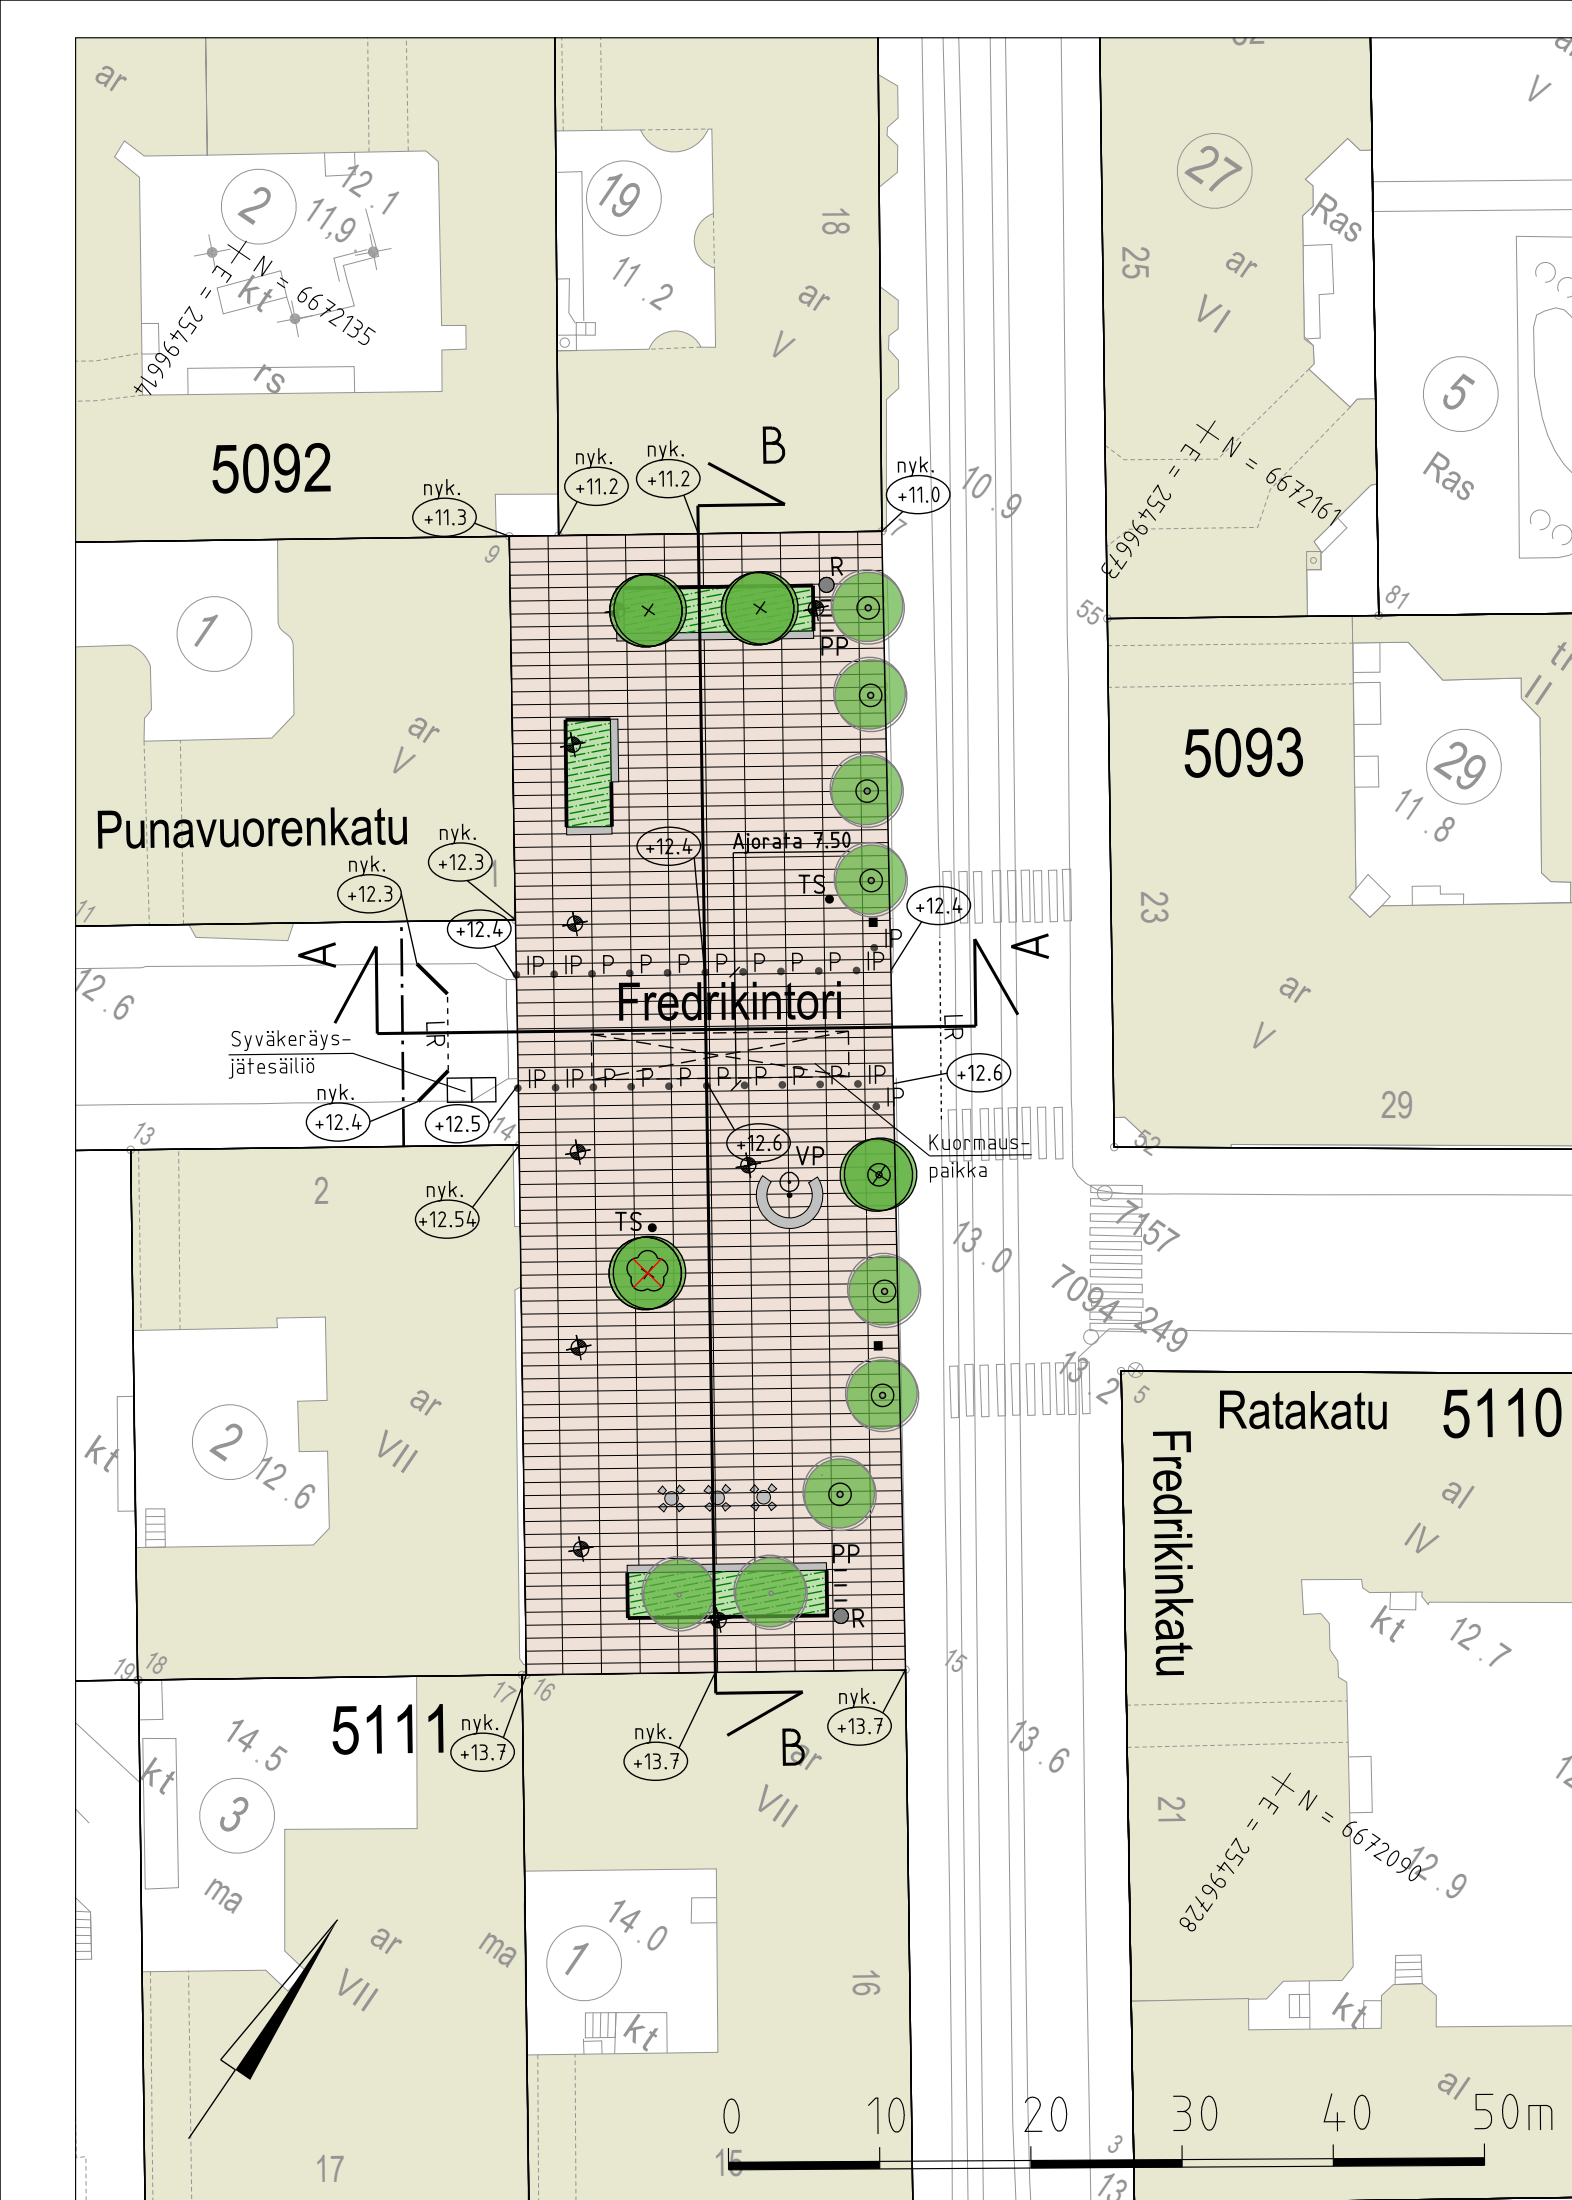 ar
2
12.1
11,9
kt
rs
N = 6672135
E = 25496614
5092
19
11.2
18
ar
V
27
25
ar
VI
Ras
V
5
Ras
N = 6672161
E = 25496673
10.9
B
nyk.
+11.3
nyk.
+11.2
nyk.
+11.2
nyk.
+11.0
17
9
R
PP
55
81
1
ar
V
Punavuorenkatu
nyk.
+12.3
nyk.
+12.3
11
+12.4
+12.4
Ajorata 7.50
TS
+12.4
5093
29
11.8
tr
II
23
ar
V
29
52
A
A
12.6
IP
IP IP P P P P P P P IP
Fredrikintori
LR
LR
Syväkeräys-
jätesäiliö
IP IP P P P P P P P IP
IP
+12.6
nyk.
+12.4
+12.5
14
13
+12.6
VP
Kuormaus-
paikka
2
nyk.
+12.54
TS
13.0
7157
7094
249
13.2
5
Ratakatu
5110
Fredrikinkatu
kt
2
12.6
ar
VII
al
IV
kt
12.7
PP
R
19
18
17
16
15
5111
nyk.
+13.7
nyk.
+13.7
nyk.
+13.7
B
ar
VII
14.5
kt
3
ma
ar
VII
ma
14.0
1
kt
16
13.6
21
N = 6672090
E = 25496728
12.9
kt
al
17
15
0 10 20 30 40 50m
3
13